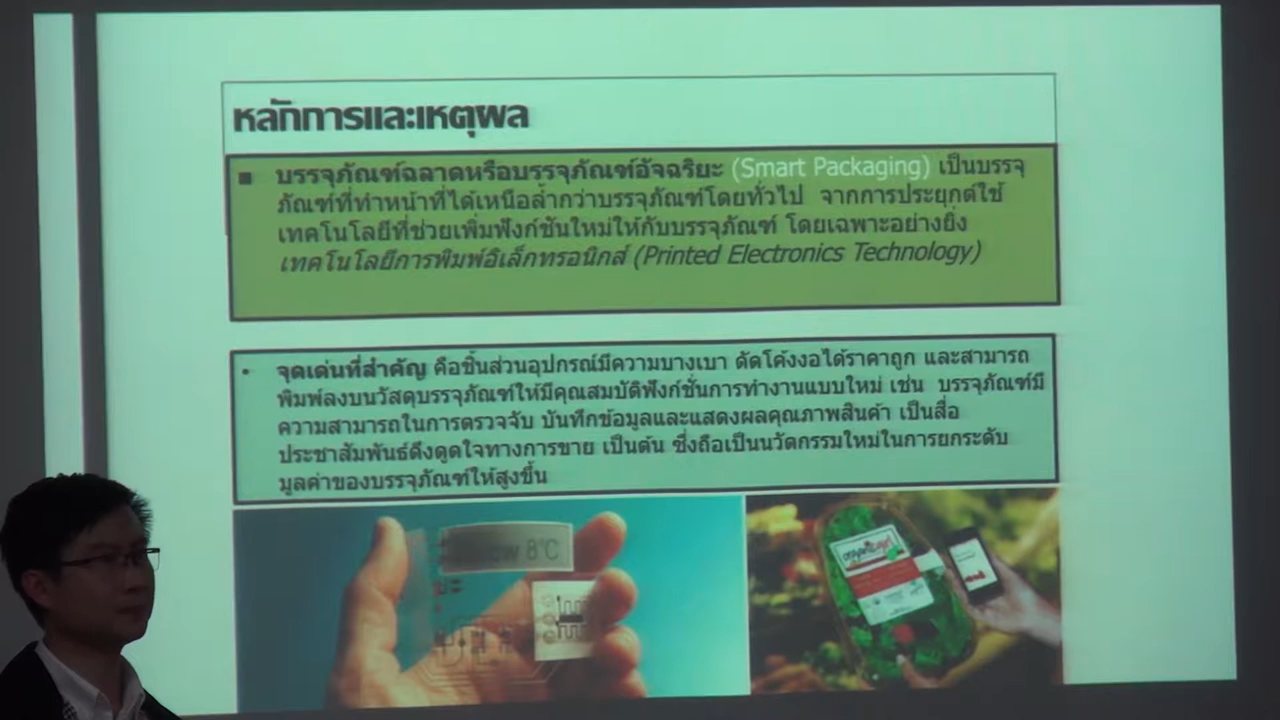 หลักการและเหตุผล
▪ บรรจุภัณฑ์ฉลาดหรือบรรจุภัณฑ์อัจฉริยะ (Smart Packaging) เป็นบรรจุ
ภัณฑ์ที่ทำหน้าที่ได้เหนือล้ำกว่าบรรจุภัณฑ์โดยทั่วไป จากการประยุกต์ใช้
เทคโนโลยีที่ช่วยเพิ่มฟังก์ชันใหม่ให้กับบรรจุภัณฑ์ โดยเฉพาะอย่างยิ่ง
เทคโนโลยีการพิมพ์อิเล็กทรอนิกส์ (Printed Electronics Technology)
• จุดเด่นที่สำคัญ คือชิ้นส่วนอุปกรณ์มีความบางเบา ดัดโค้งงอได้ราคาถูก และสามารถ
พิมพ์ลงบนวัสดุบรรจุภัณฑ์ให้มีคุณสมบัติฟังก์ชั่นการทำงานแบบใหม่ เช่น บรรจุภัณฑ์มี
ความสามารถในการตรวจจับ บันทึกข้อมูลและแสดงผลคุณภาพสินค้า เป็นสื่อ
ประชาสัมพันธ์ดึงดูดใจทางการขาย เป็นต้น ซึ่งถือเป็นนวัตกรรมใหม่ในการยกระดับ
มูลค่าของบรรจุภัณฑ์ให้สูงขึ้น
8°C